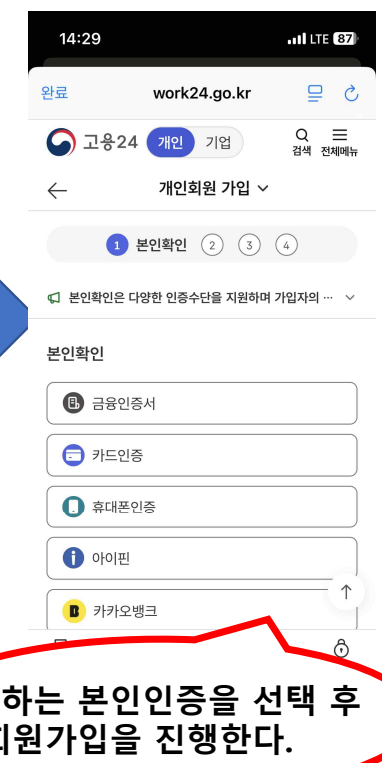 14:29
LTE 87
완료
work24.go.kr
고용24 개인 기업
검색 전체메뉴
개인회원 가입
1 본인확인 2 3 4
본인확인은 다양한 인증수단을 지원하며 가입자의 …
본인확인
금융인증서
카드인증
휴대폰인증
아이핀
카카오뱅크
하는 본인인증을 선택 후
회원가입을 진행한다.